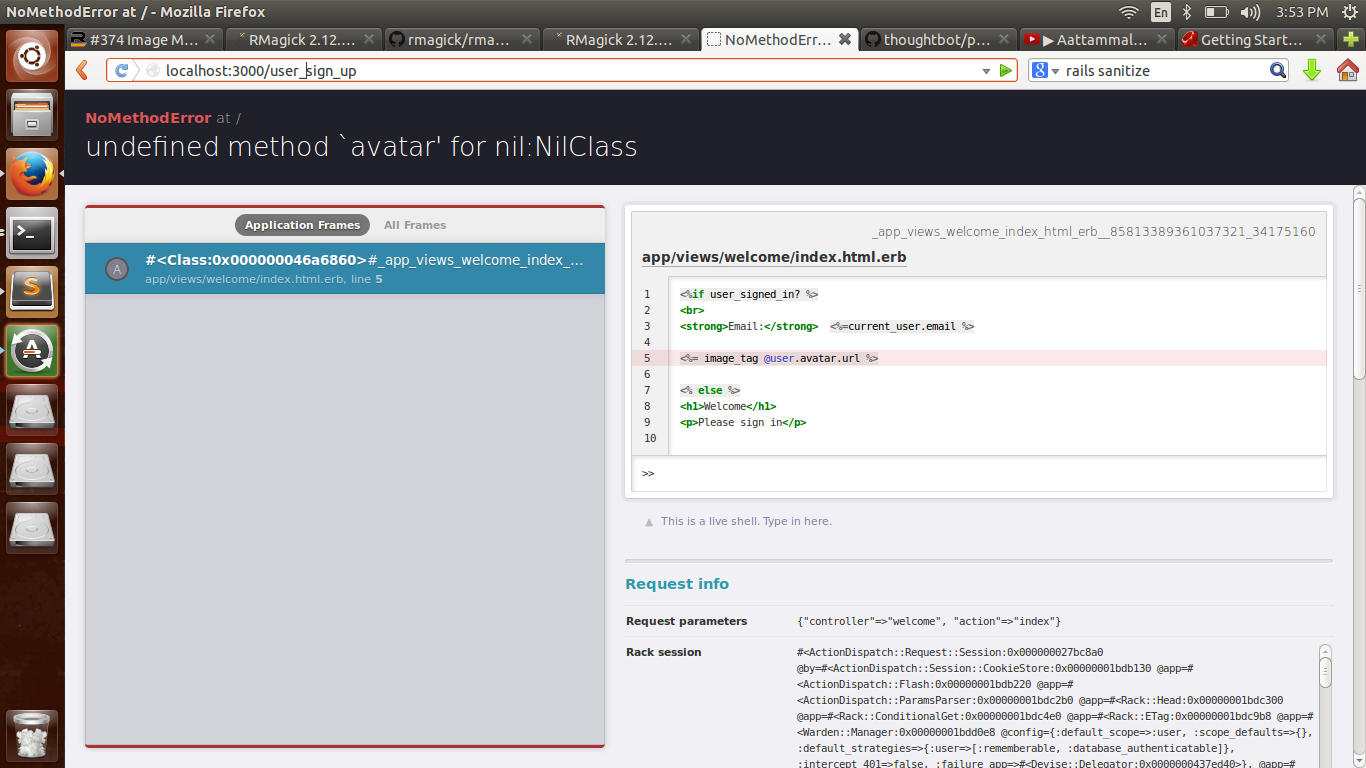 NoMethodError at / - Mozilla Firefox
En
3:53 PM
#374 Image M...
RMagick 2.12....
rmagick/rma...
RMagick 2.12....
NoMethodErr...
thoughtbot/p...
▶ Aattammal...
Getting Start...
localhost:3000/user_sign_up
rails sanitize
NoMethodError at /
undefined method `avatar' for nil:NilClass
Application Frames
All Frames
A
#<Class:0x000000046a6860>#_app_views_welcome_index_...
app/views/welcome/index.html.erb, line 5
_app_views_welcome_index_html_erb__85813389361037321_34175160
app/views/welcome/index.html.erb
1 <%if user_signed_in? %>
2 <br>
3 <strong>Email:</strong>  <%=current_user.email %>
4
5 <%= image_tag @user.avatar.url %>
6
7 <% else %>
8 <h1>Welcome</h1>
9 <p>Please sign in</p>
10
>>
▲ This is a live shell. Type in here.
Request info
Request parameters
{"controller"=>"welcome", "action"=>"index"}
Rack session
#<ActionDispatch::Request::Session:0x000000027bc8a0
@by=#<ActionDispatch::Session::CookieStore:0x00000001bdb130 @app=#
<ActionDispatch::Flash:0x00000001bdb220 @app=#
<ActionDispatch::ParamsParser:0x00000001bdc2b0 @app=#<Rack::Head:0x00000001bdc300
@app=#<Rack::ConditionalGet:0x00000001bdc4e0 @app=#<Rack::ETag:0x00000001bdc9b8 @app=#
<Warden::Manager:0x00000001bdd0e8 @config={:default_scope=>:user, :scope_defaults=>{},
:default_strategies=>{:user=>[:rememberable, :database_authenticatable]},
:intercept_401=>false, :failure_app=>#<Devise::Delegator:0x0000000437ed40>}, @app=#